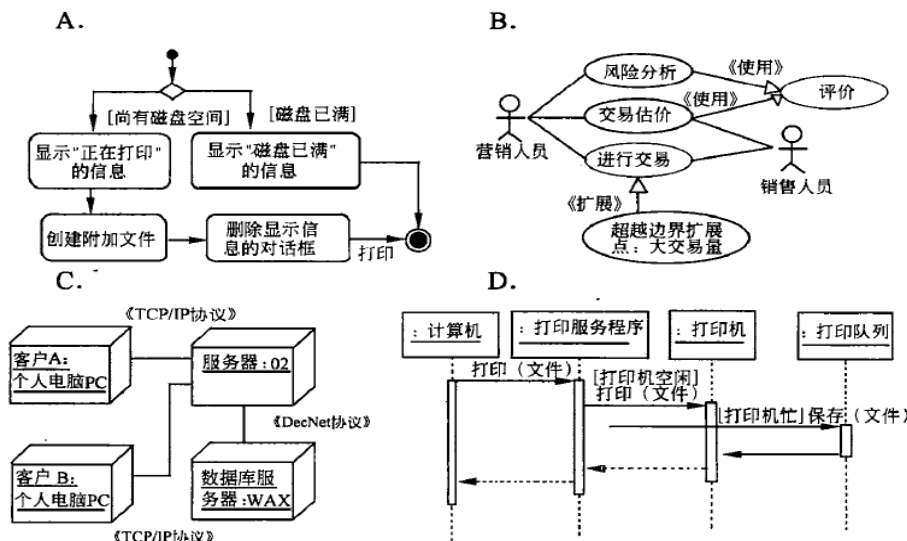 A.
[尚有磁盘空间]
[磁盘已满]
显示"正在打印"
的信息
显示"磁盘已满"
的信息
创建附加文件
删除显示信
息的对话框
打印
B.
风险分析
《使用》
评价
交易估价
《使用》
营销人员
进行交易
销售人员
《扩展》
超越边界扩展
点：大交易量
C.
《TCP/IP协议》
客户A:
个人电脑PC
服务器:02
《DecNet协议》
客户 B:
个人电脑PC
数据库服
务器:WAX
《TCP/IP协议》
D.
：计算机
：打印服务程序
：打印机
：打印队列
打印（文件）
[打印机空闲]
打印（文件）
[打印机忙]保存（文件）